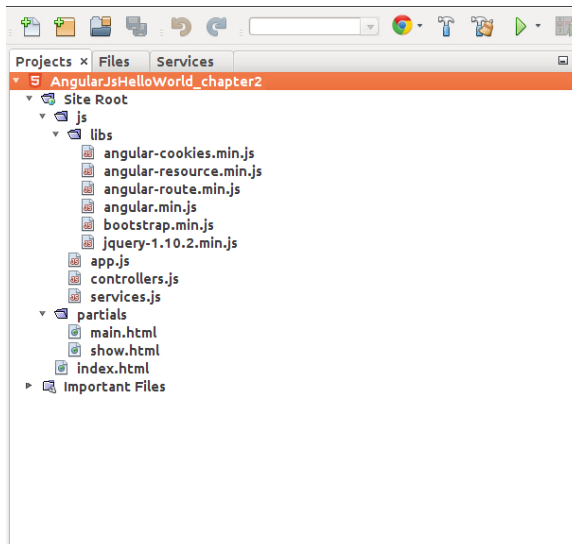 Projects × Files Services
5 AngularJsHelloWorld_chapter2
Site Root
js
libs
angular-cookies.min.js
angular-resource.min.js
angular-route.min.js
angular.min.js
bootstrap.min.js
jquery-1.10.2.min.js
app.js
controllers.js
services.js
partials
main.html
show.html
index.html
Important Files